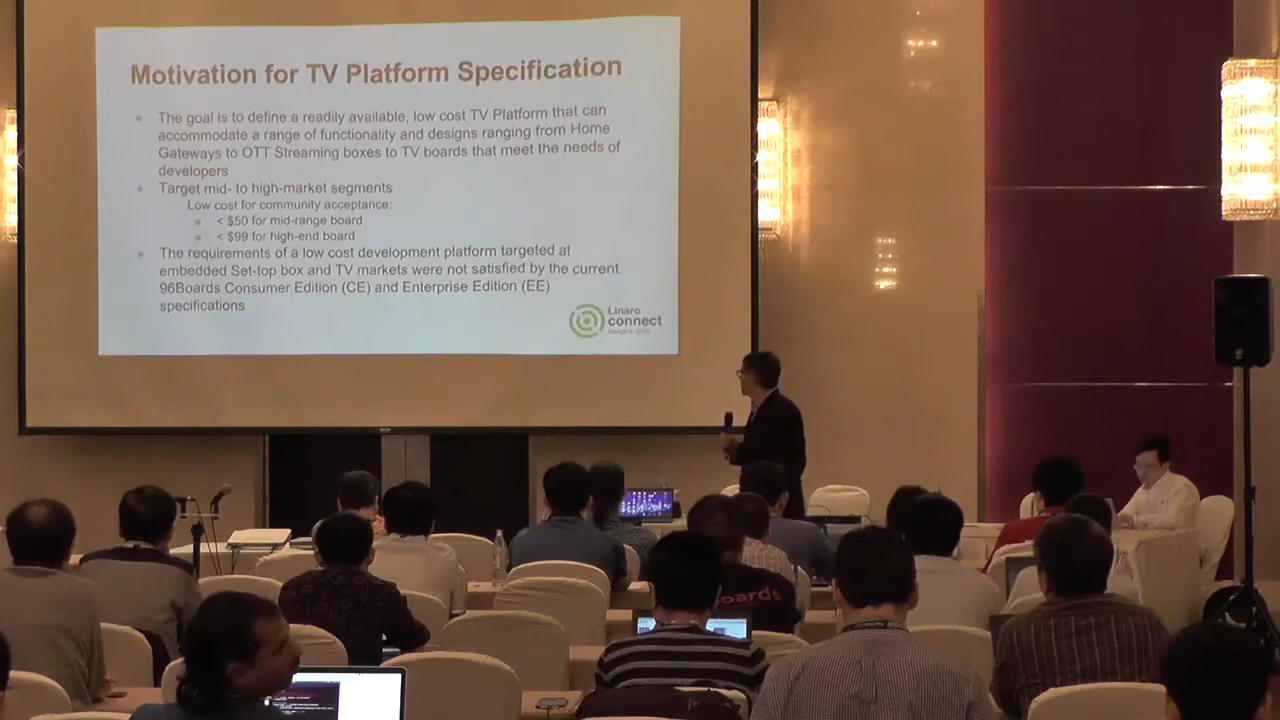 Motivation for TV Platform Specification
The goal is to define a readily available, low cost TV Platform that can
accommodate a range of functionality and designs ranging from Home
Gateways to OTT Streaming boxes to TV boards that meet the needs of
developers
Target mid- to high-market segments
Low cost for community acceptance:
< $50 for mid-range board
< $99 for high-end board
The requirements of a low cost development platform targeted at
embedded Set-top box and TV markets were not satisfied by the current
96Boards Consumer Edition (CE) and Enterprise Edition (EE)
specifications
Linaro
connect
Bangkok 2016
oards